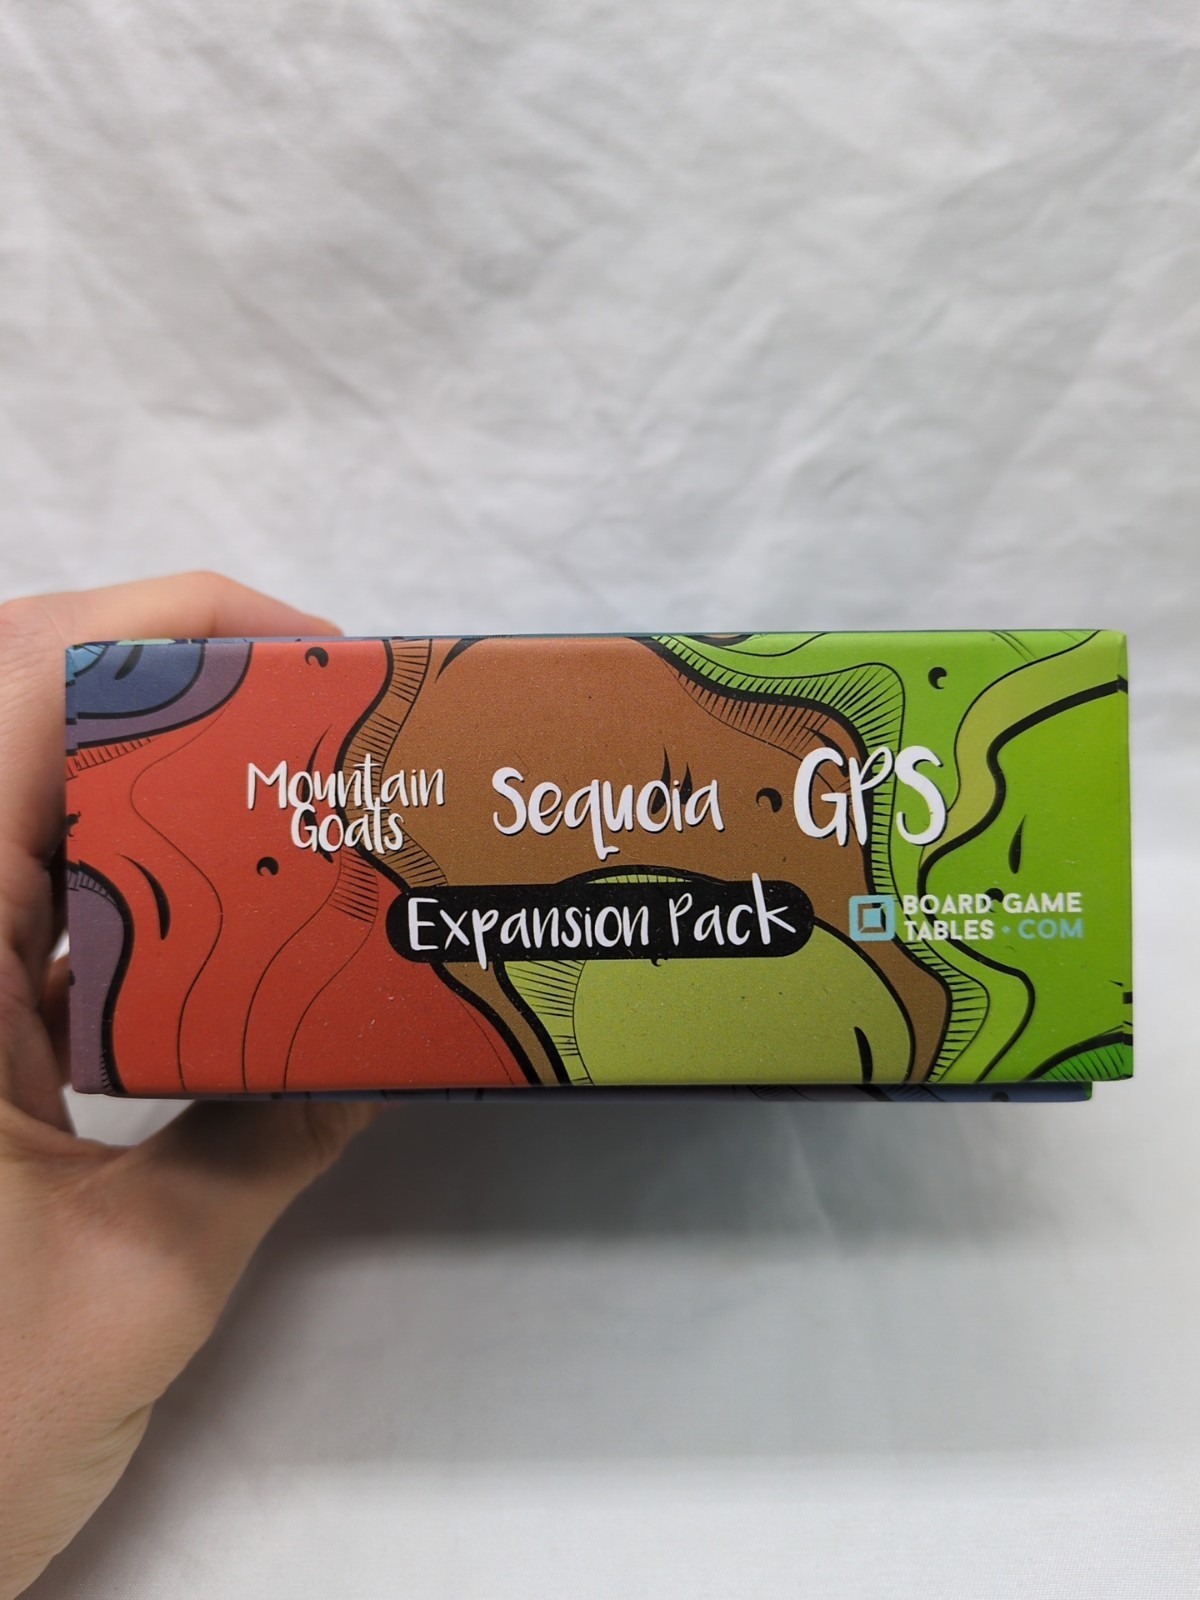 Mountain
Goats
Sequoia
GPS
Expansion Pack
BOARD GAME
TABLES.COM